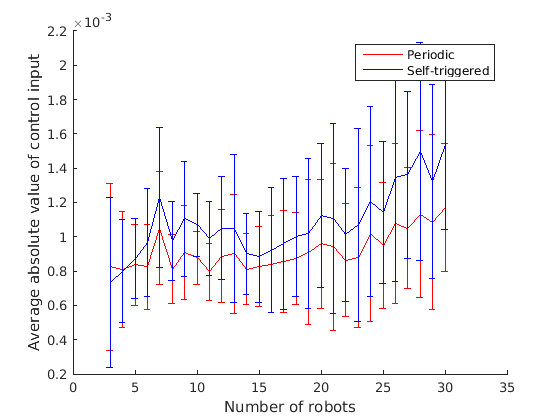 ×10⁻³
2.2
2
1.8
1.6
1.4
1.2
1
0.8
0.6
0.4
0.2
Average absolute value of control input
Periodic
Self-triggered
0 5 10 15 20 25 30 35
Number of robots